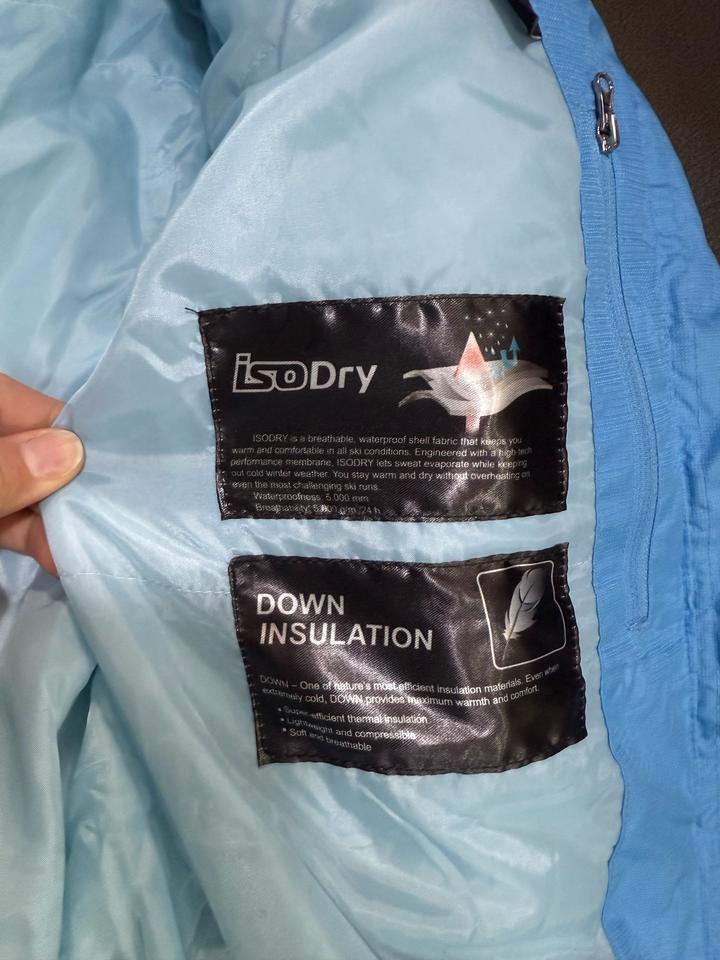 isoDry
ISODRY is a breathable, waterproof shell fabric that keeps you
warm and comfortable in all ski conditions. Engineered with a high-tech
performance membrane, ISODRY lets sweat evaporate while keeping
out cold winter weather. You stay warm and dry without overheating on
even the most challenging ski runs.
Waterproofness: 5.000 mm
Breathability: 5.000 g/m /24 h
DOWN
INSULATION
DOWN – One of nature's most efficient insulation materials. Even when
extremely cold, DOWN provides maximum warmth and comfort.
• Super-efficient thermal insulation
• Lightweight and compressible
• Soft and breathable